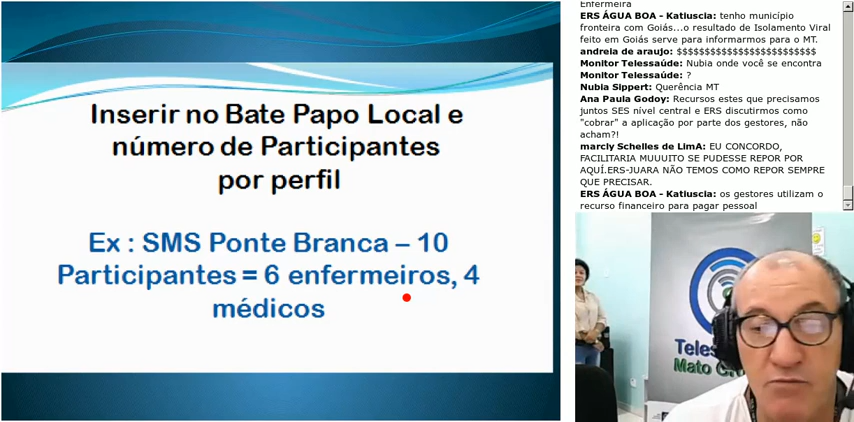 Inserir no Bate Papo Local e
número de Participantes
por perfil
Ex : SMS Ponte Branca – 10
Participantes = 6 enfermeiros, 4
médicos
Enfermeira
ERS ÁGUA BOA - Katiuscia: tenho município
fronteira com Goiás...o resultado de Isolamento Viral
feito em Goiás serve para informarmos para o MT.
andreia de araujo: $$$$$$$$$$$$$$$$$$$$$$$$$
Monitor Telessaúde: Nubia onde você se encontra
Monitor Telessaúde: ?
Nubia Sippert: Querência MT
Ana Paula Godoy: Recursos estes que precisamos
juntos SES nível central e ERS discutirmos como
"cobrar" a aplicação por parte dos gestores, não
acham?!
marcly Schelles de LimA: EU CONCORDO,
FACILITARIA MUUUITO SE PUDESSE REPOR POR
AQUÍ.ERS-JUARA NÃO TEMOS COMO REPOR SEMPRE
QUE PRECISAR.
ERS ÁGUA BOA - Katiuscia: os gestores utilizam o
recurso financeiro para pagar pessoal
Mato